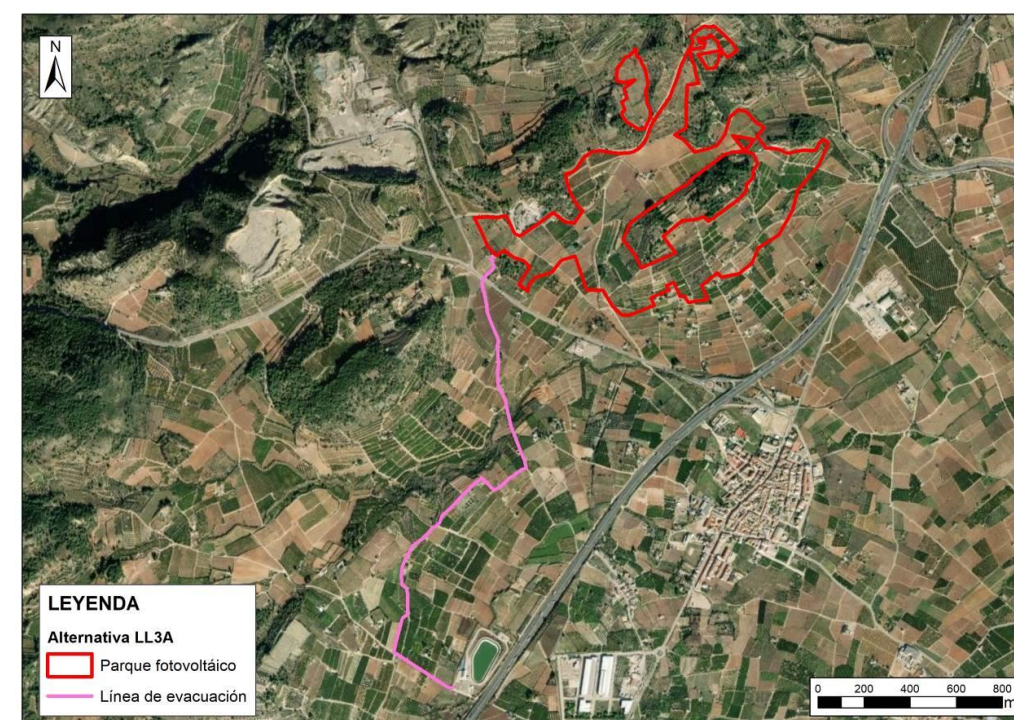 N
LEYENDA
Alternativa LL3A
Parque fotovoltáico
Línea de evacuación
0 200 400 600 800
m